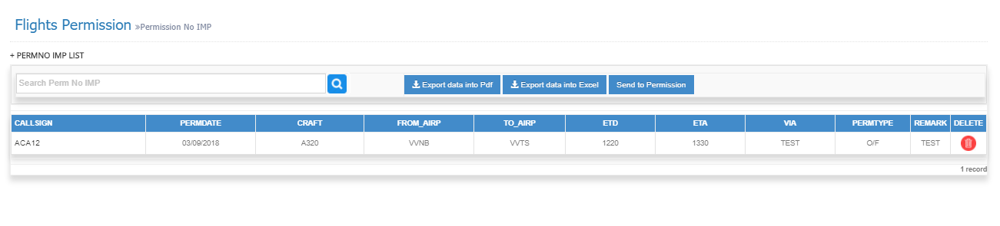 Flights Permission »Permission No IMP
+ PERMNO IMP LIST
Search Perm No IMP Export data into Pdf Export data into Excel Send to Permission
CALLSIGN PERMDATE CRAFT FROM_AIRP TO_AIRP ETD ETA VIA PERMTYPE REMARK DELETE
ACA12 03/09/2018 A320 VVNB VVTS 1220 1330 TEST O/F TEST
1 record